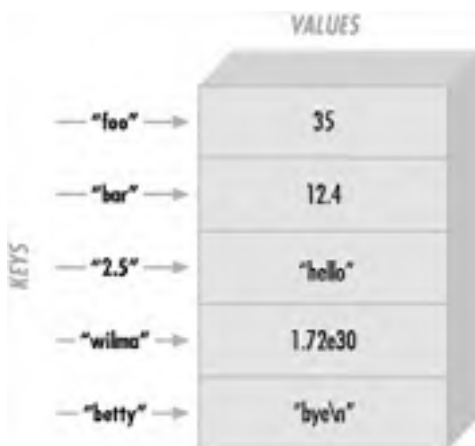 VALUES
KEYS
"foo" 35
"bar" 12.4
"2.5" "hello"
"wilma" 1.72e30
"betty" "bye\n"